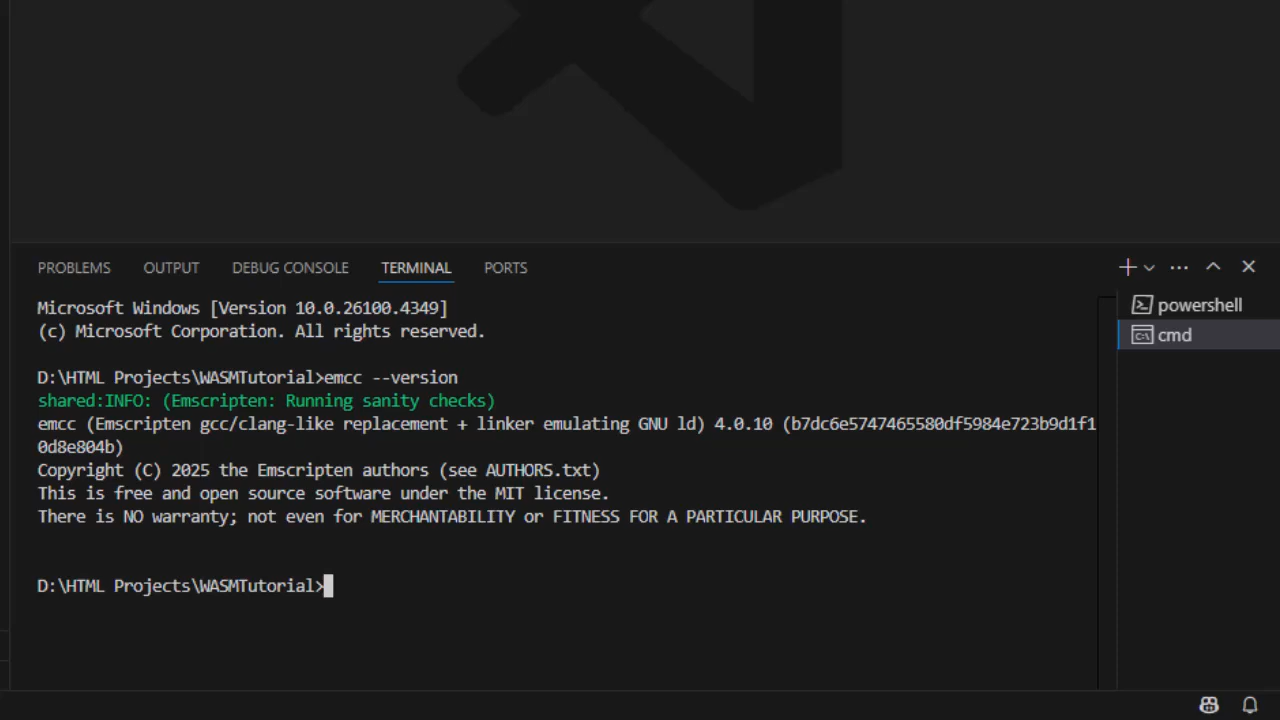 PROBLEMS OUTPUT DEBUG CONSOLE TERMINAL PORTS
Microsoft Windows [Version 10.0.26100.4349]
(c) Microsoft Corporation. All rights reserved.
D:\HTML Projects\WASMTutorial>emcc --version
shared:INFO: (Emscripten: Running sanity checks)
emcc (Emscripten gcc/clang-like replacement + linker emulating GNU ld) 4.0.10 (b7dc6e5747465580df5984e723b9d1f1
0d8e804b)
Copyright (C) 2025 the Emscripten authors (see AUTHORS.txt)
This is free and open source software under the MIT license.
There is NO warranty; not even for MERCHANTABILITY or FITNESS FOR A PARTICULAR PURPOSE.
D:\HTML Projects\WASMTutorial>
powershell
cmd